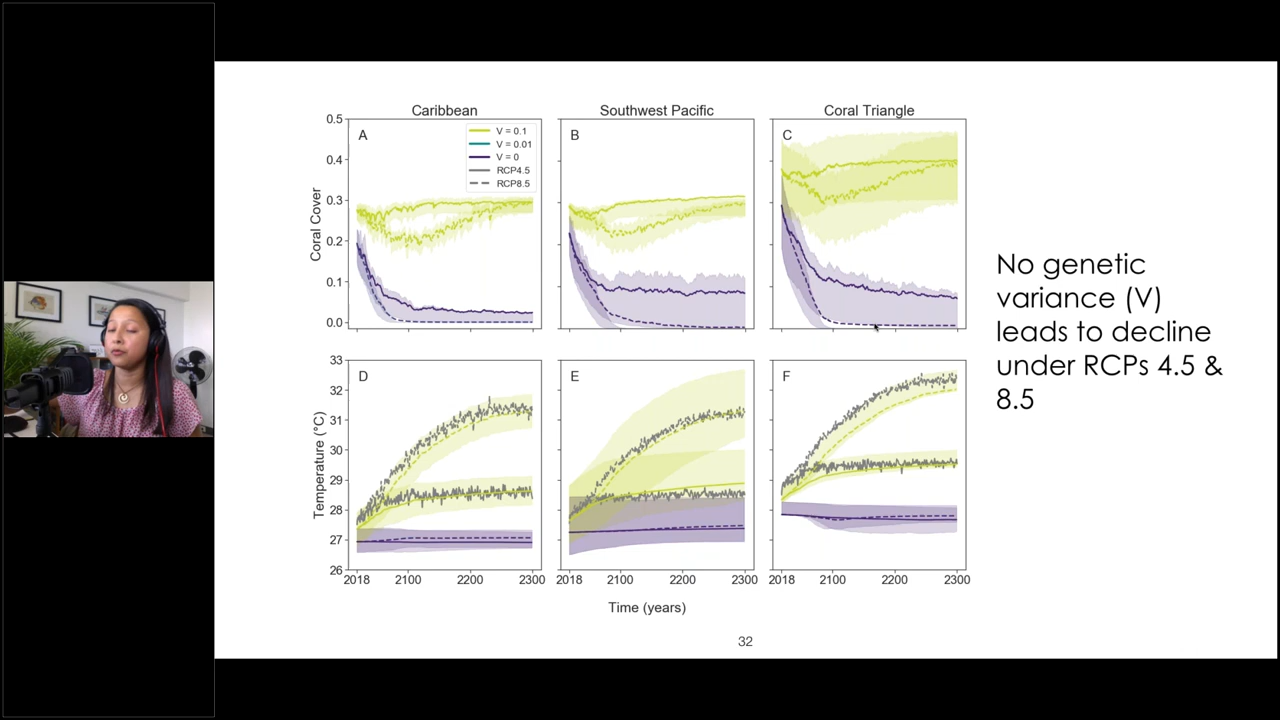 Caribbean
Southwest Pacific
Coral Triangle
A
B
C
V = 0.1
V = 0.01
V = 0
RCP4.5
RCP8.5
0.5
0.4
0.3
0.2
0.1
0.0
Coral Cover
No genetic
variance (V)
leads to decline
under RCPs 4.5 &
8.5
D
E
F
33
32
31
30
29
28
27
26
Temperature (°C)
2018 2100 2200 2300
2018 2100 2200 2300
2018 2100 2200 2300
Time (years)
32